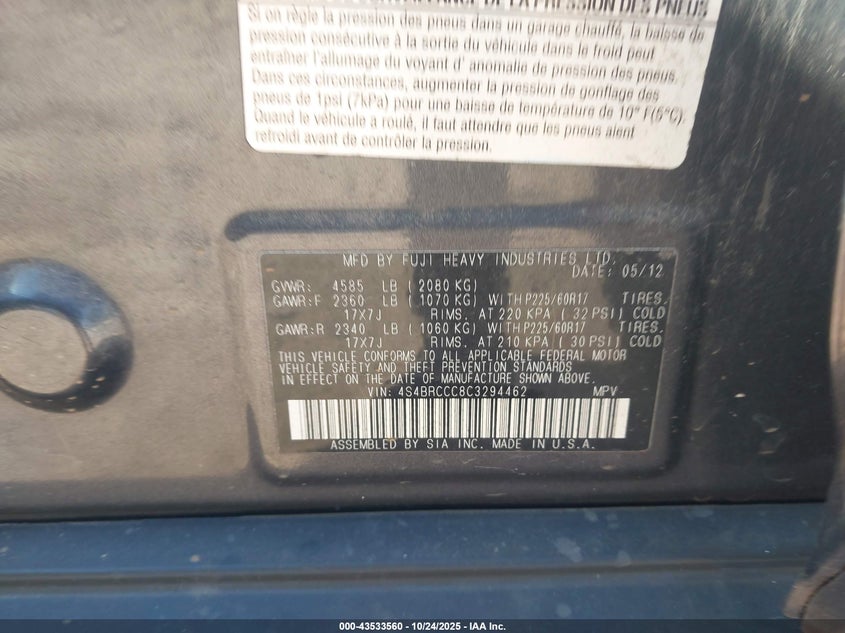 DE LA PRESSION DES PNEUS
Si on règle la pression des pneus dans un garage chauffé, la baisse de
pression consécutive à la sortie du véhicule dans le froid peut
entraîner l'allumage du voyant d' anomalie de pression des pneus.
Dans ces circonstances, augmenter la pression de gonflage des
pneus de 1psi (7kPa) pour une baisse de température de 10° F(6°C).
Quand le véhicule a roulé, il faut attendre que les pneus aient
refroidi avant de contrôler la pression.
MFD BY FUJI HEAVY INDUSTRIES LTD.
DATE: 05/12
GVWR: 4585 LB ( 2080 KG)
GAWR:F 2360 LB ( 1070 KG) WITH P225/60R17 TIRES.
17X7J RIMS. AT 220 KPA ( 32 PSI) COLD
GAWR:R 2340 LB ( 1060 KG) WITH P225/60R17 TIRES.
17X7J RIMS. AT 210 KPA ( 30 PSI) COLD
THIS VEHICLE CONFORMS TO ALL APPLICABLE FEDERAL MOTOR
VEHICLE SAFETY AND THEFT PREVENTION STANDARDS
IN EFFECT ON THE DATE OF MANUFACTURE SHOWN ABOVE.
VIN: 4S4BRCCC8C3294462 MPV
ASSEMBLED BY SIA INC. MADE IN U.S.A.
000-43533560 • 10/24/2025 • IAA Inc.